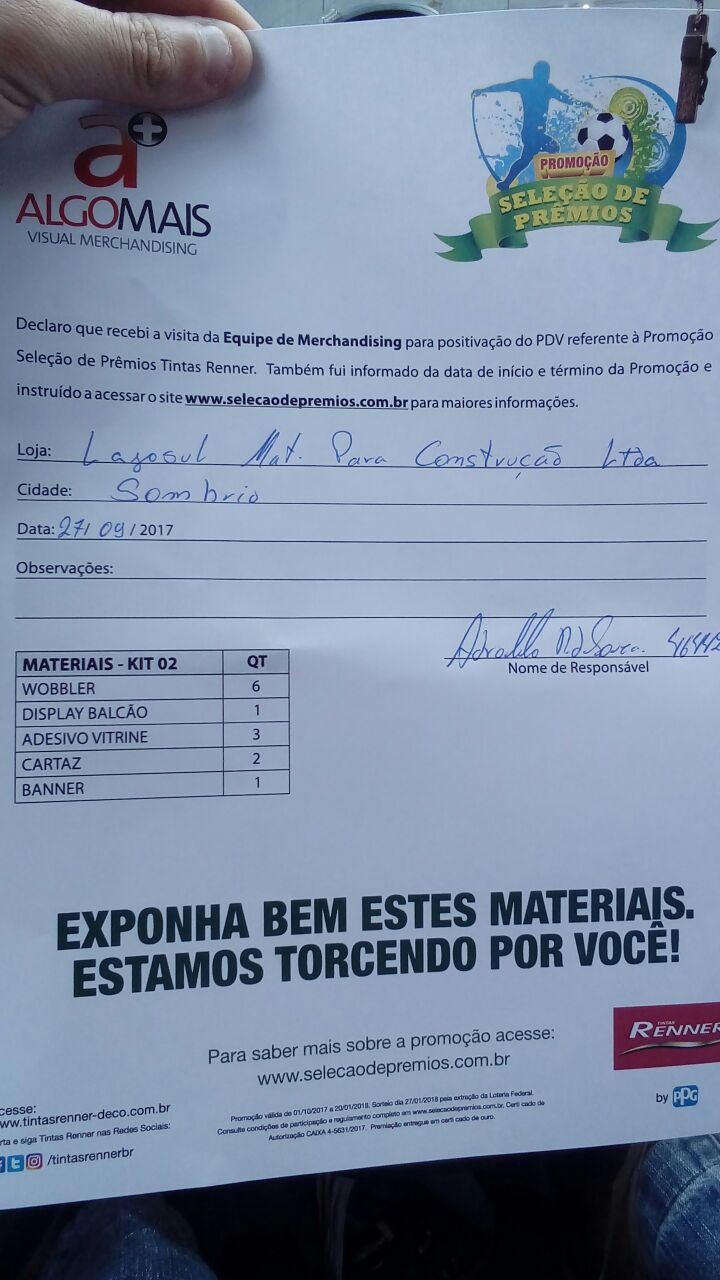 a+
ALGOMAIS
VISUAL MERCHANDISING
PROMOÇÃO
SELEÇÃO DE
PRÊMIOS
Declaro que recebi a visita da Equipe de Merchandising para positivação do PDV referente à Promoção
Seleção de Prêmios Tintas Renner. Também fui informado da data de início e término da Promoção e
instruído a acessar o site www.selecaodepremios.com.br para maiores informações.
Loja: Lagosul Mat. Para Construção Ltda
Cidade: Sombrio
Data: 27/09/2017
Observações:
Nome de Responsável
MATERIAIS - KIT 02 QT
WOBBLER 6
DISPLAY BALCÃO 1
ADESIVO VITRINE 3
CARTAZ 2
BANNER 1
EXPONHA BEM ESTES MATERIAIS.
ESTAMOS TORCENDO POR VOCÊ!
Para saber mais sobre a promoção acesse:
www.selecaodepremios.com.br
TINTAS
RENNER
by PPG
cesse:
ww.tintasrenner-deco.com.br
rta e siga Tintas Renner nas Redes Sociais:
/tintasrennerbr
Promoção válida de 01/10/2017 a 20/01/2018. Sorteio dia 27/01/2018 pela extração da Loteria Federal.
Consulte condições de participação e regulamento completo em www.selecaodepremios.com.br. Certi cado de
Autorização CAIXA 4-5631/2017. Premiação entregue em certi cado de ouro.